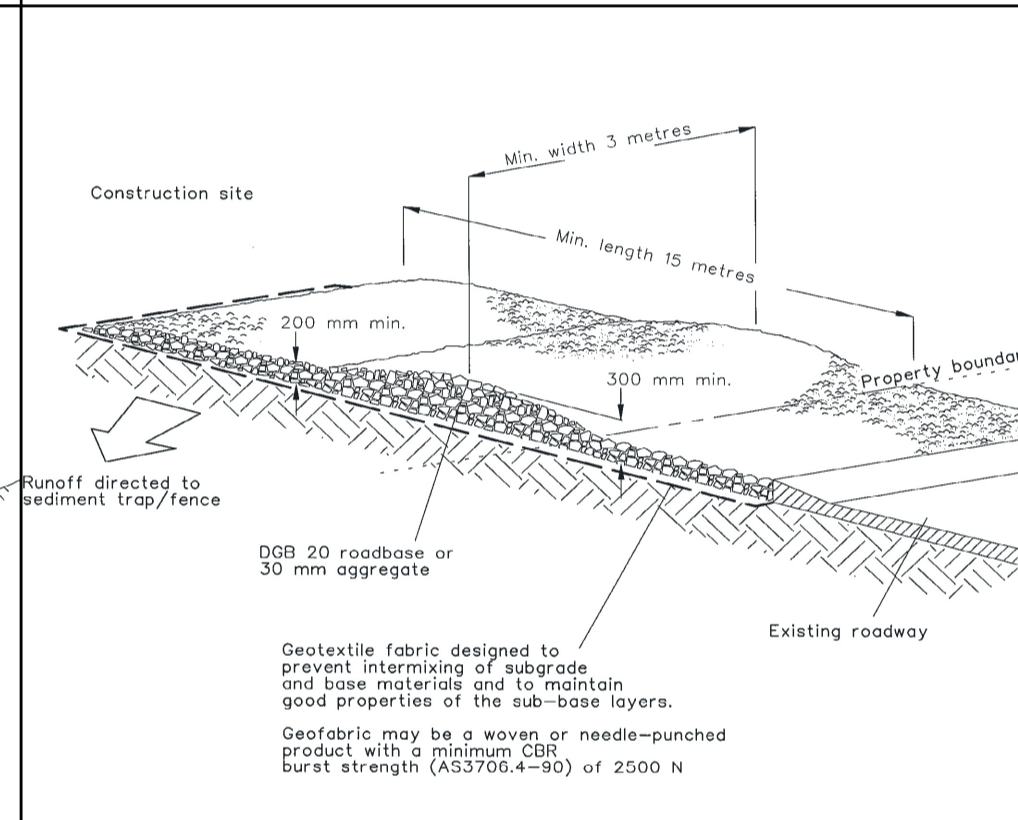 Min. width 3 metres
Construction site
Min. length 15 metres
200 mm min.
300 mm min.
Property
Runoff directed to
sediment trap/fence
DGB 20 roadbase or
30 mm aggregate
Existing roadway
Geotextile fabric designed to
prevent intermixing of subgrade
and base materials and to maintain
good properties of the sub-base layers.
Geofabric may be a woven or needle-punched
product with a minimum CBR
burst strength (AS3706.4-90) of 2500 N